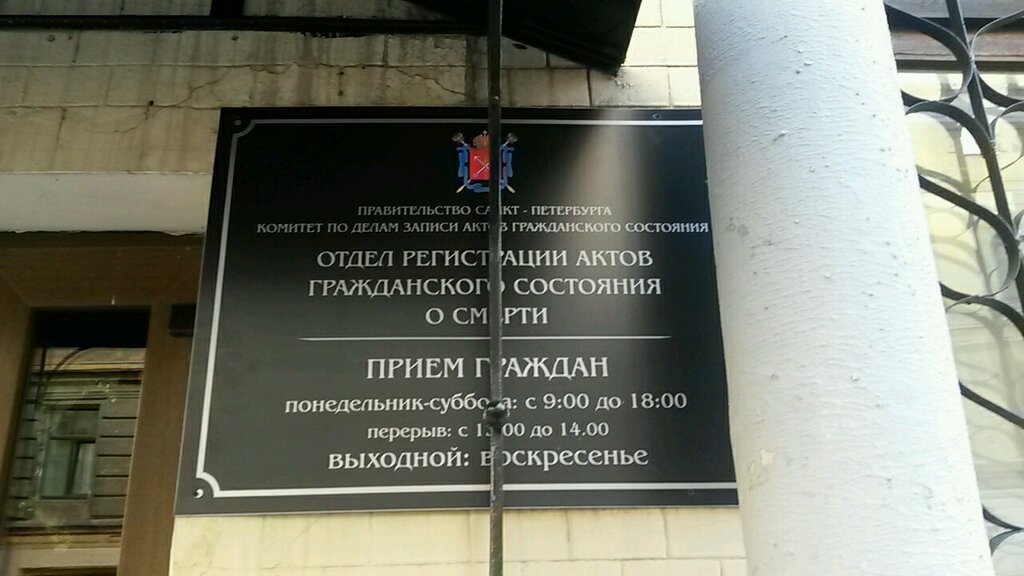 ПРАВИТЕЛЬСТВО САНКТ - ПЕТЕРБУРГА
КОМИТЕТ ПО ДЕЛАМ ЗАПИСИ АКТОВ ГРАЖДАНСКОГО СОСТОЯНИЯ
ОТДЕЛ РЕГИСТРАЦИИ АКТОВ
ГРАЖДАНСКОГО СОСТОЯНИЯ
О СМЕРТИ
ПРИЕМ ГРАЖДАН
понедельник-суббота: с 9:00 до 18:00
перерыв: с 13.00 до 14.00
ВЫХОДНОЙ: ВОСКРЕСЕНЬЕ